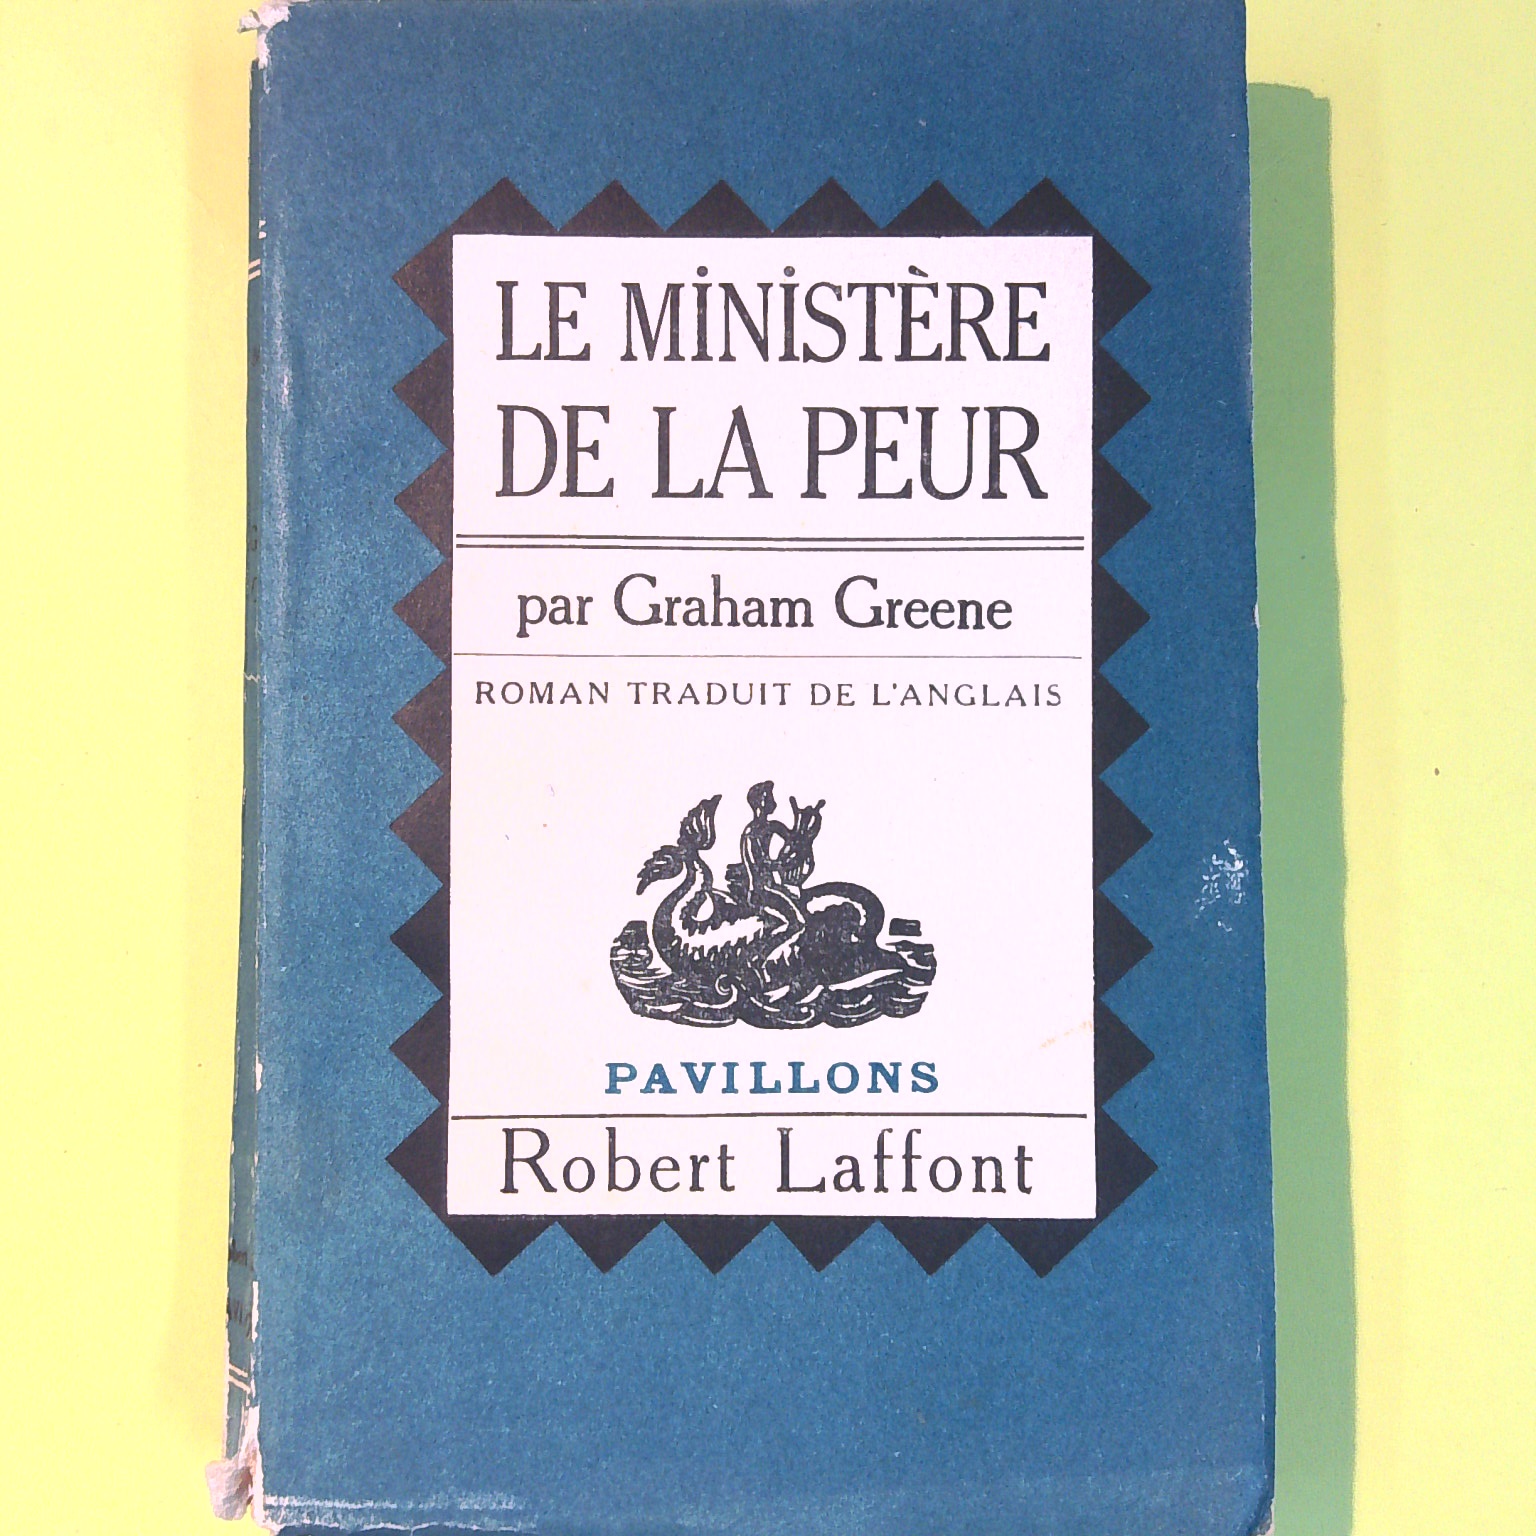 LE MINISTÈRE
DE LA PEUR
par Graham Greene
ROMAN TRADUIT DE L'ANGLAIS
PAVILLONS
Robert Laffont